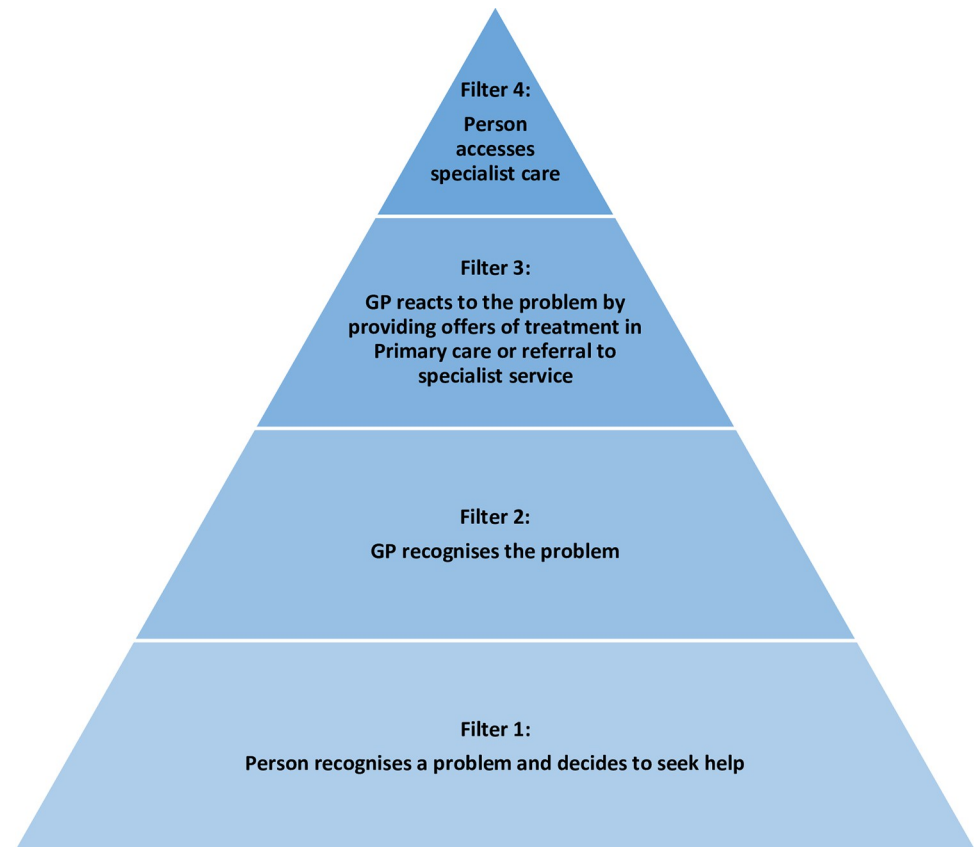 Filter 4:
Person
accesses
specialist care
Filter 3:
GP reacts to the problem by
providing offers of treatment in
Primary care or referral to
specialist service
Filter 2:
GP recognises the problem
Filter 1:
Person recognises a problem and decides to seek help